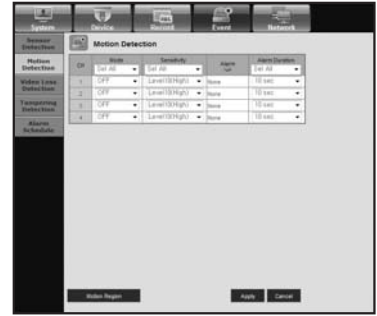 System Device Record Event Network
Sensor Detection
Motion Detection
Video Loss Detection
Tampering Detection
Alarm Schedule
Motion Detection
CH Mode Sensitivity Alarm Alarm Duration
Set All Set All Set All
1 OFF Level10(High) None 10 sec
2 OFF Level10(High) None 10 sec
3 OFF Level10(High) None 10 sec
4 OFF Level10(High) None 10 sec
Motion Region Apply Cancel